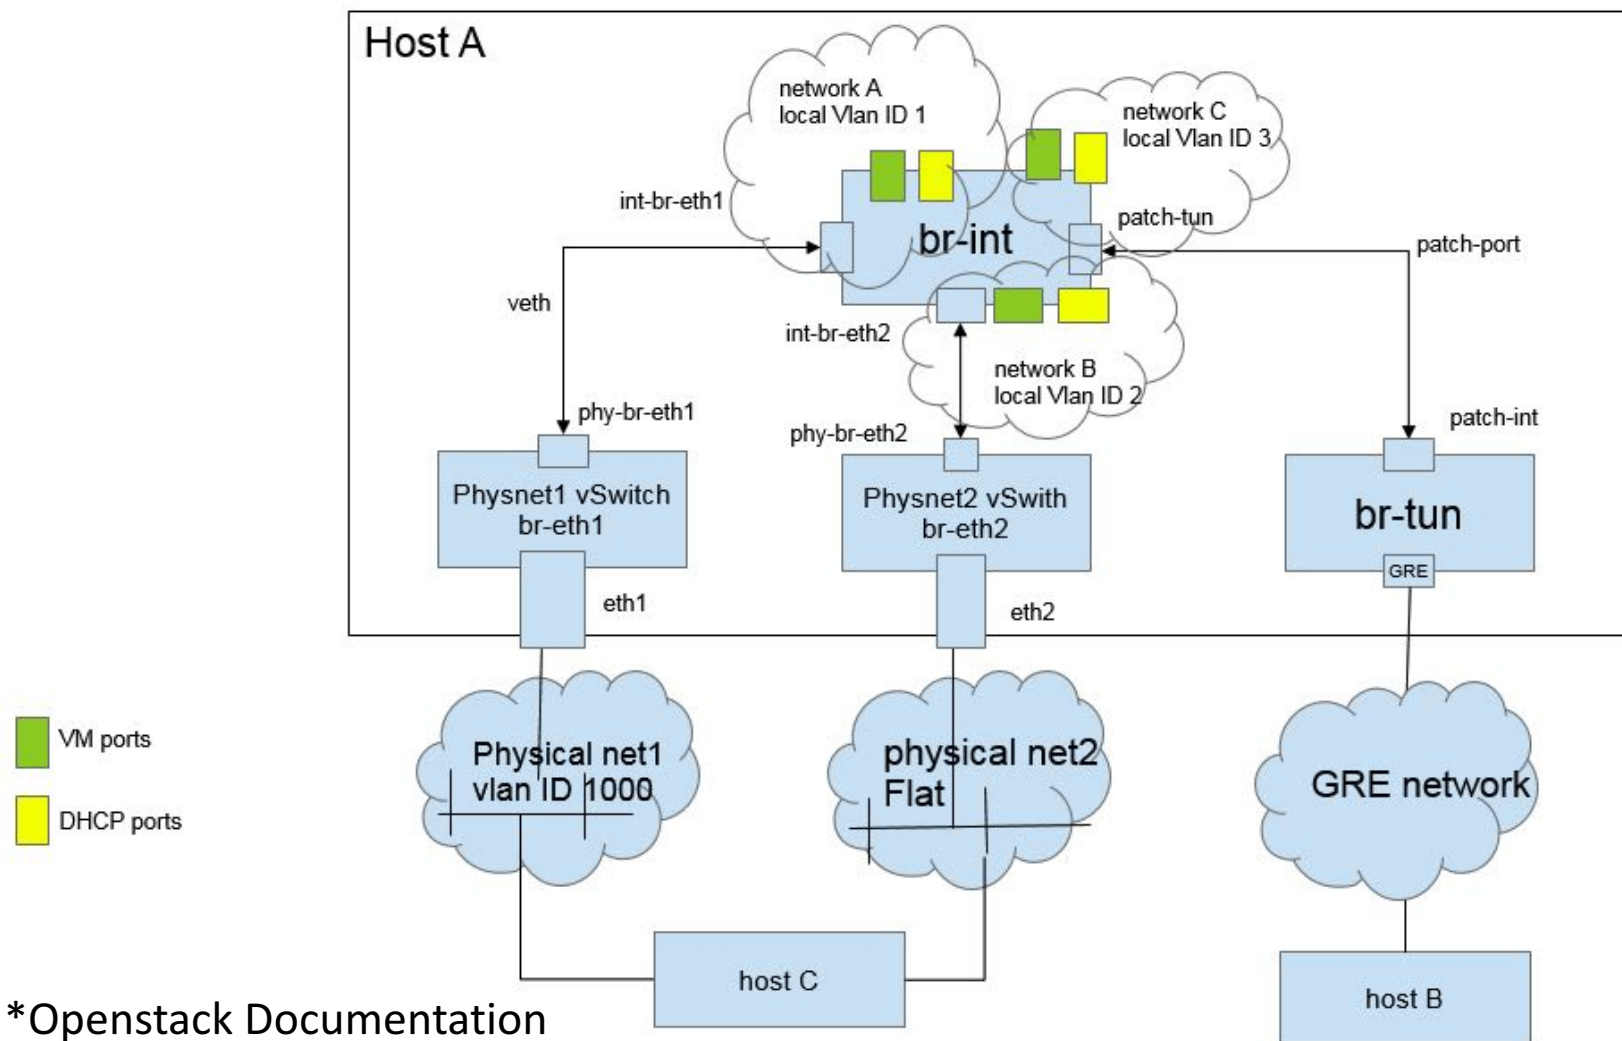 Host A
network A
local Vlan ID 1
network C
local Vlan ID 3
int-br-eth1
patch-tun
br-int
patch-port
veth
int-br-eth2
network B
local Vlan ID 2
phy-br-eth1
phy-br-eth2
patch-int
Physnet1 vSwitch
br-eth1
Physnet2 vSwith
br-eth2
br-tun
GRE
eth1
eth2
VM ports
DHCP ports
Physical net1
vlan ID 1000
physical net2
Flat
GRE network
host C
host B
*Openstack Documentation